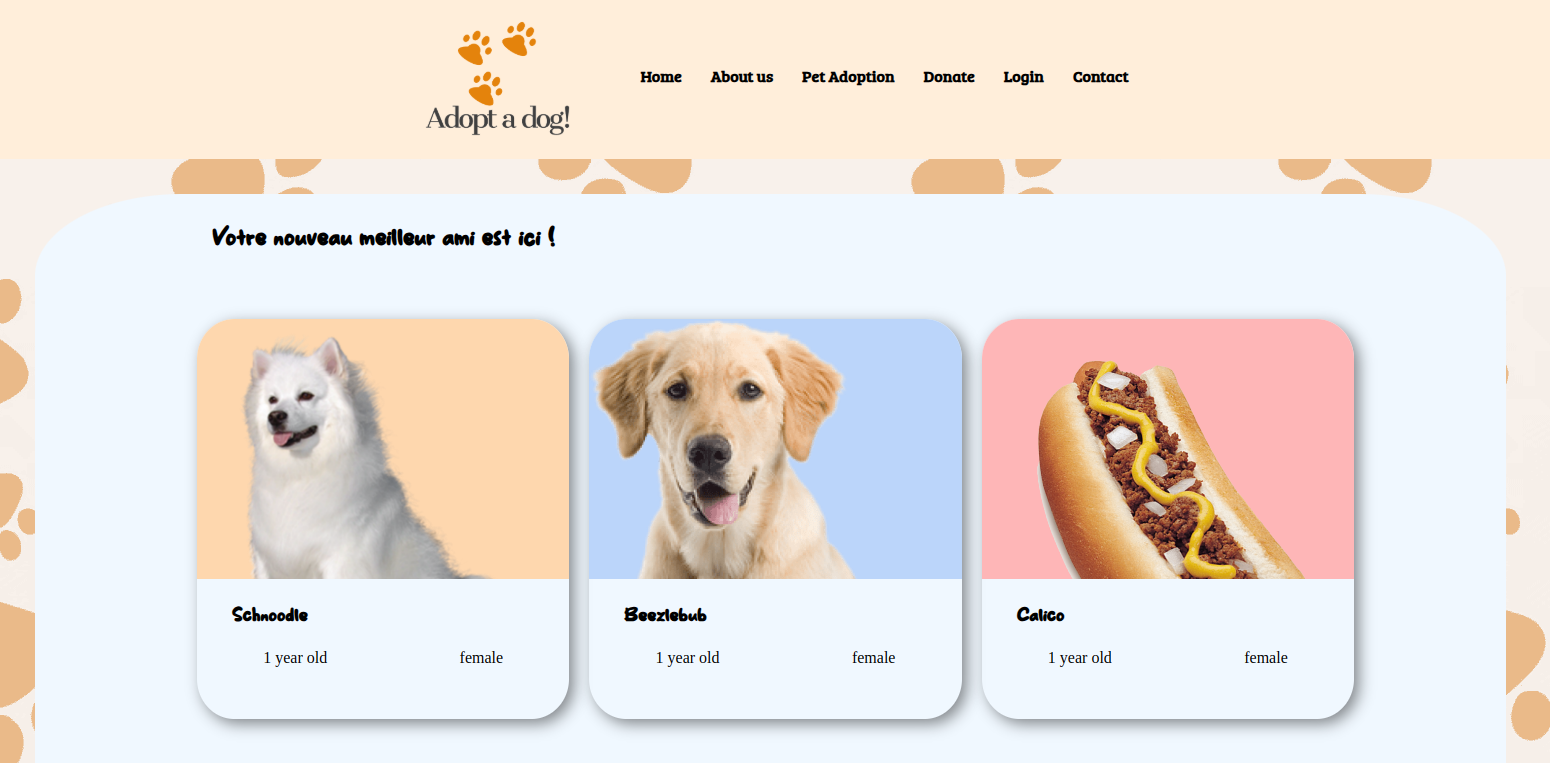 Adopt a dog!
Home About us Pet Adoption Donate Login Contact
Votre nouveau meilleur ami est ici !
Schnoodle
1 year old female
Beezlebub
1 year old female
Calico
1 year old female